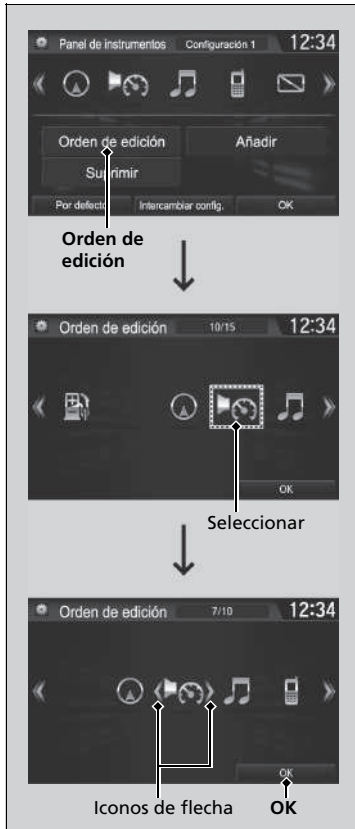 Panel de instrumentos Configuración 1 12:34
Orden de edición Añadir
Suprimir
Por defecto Intercambiar config. OK
Orden de
edición
Orden de edición 10/15 12:34
OK
Seleccionar
Orden de edición 7/10 12:34
OK
Iconos de flecha OK